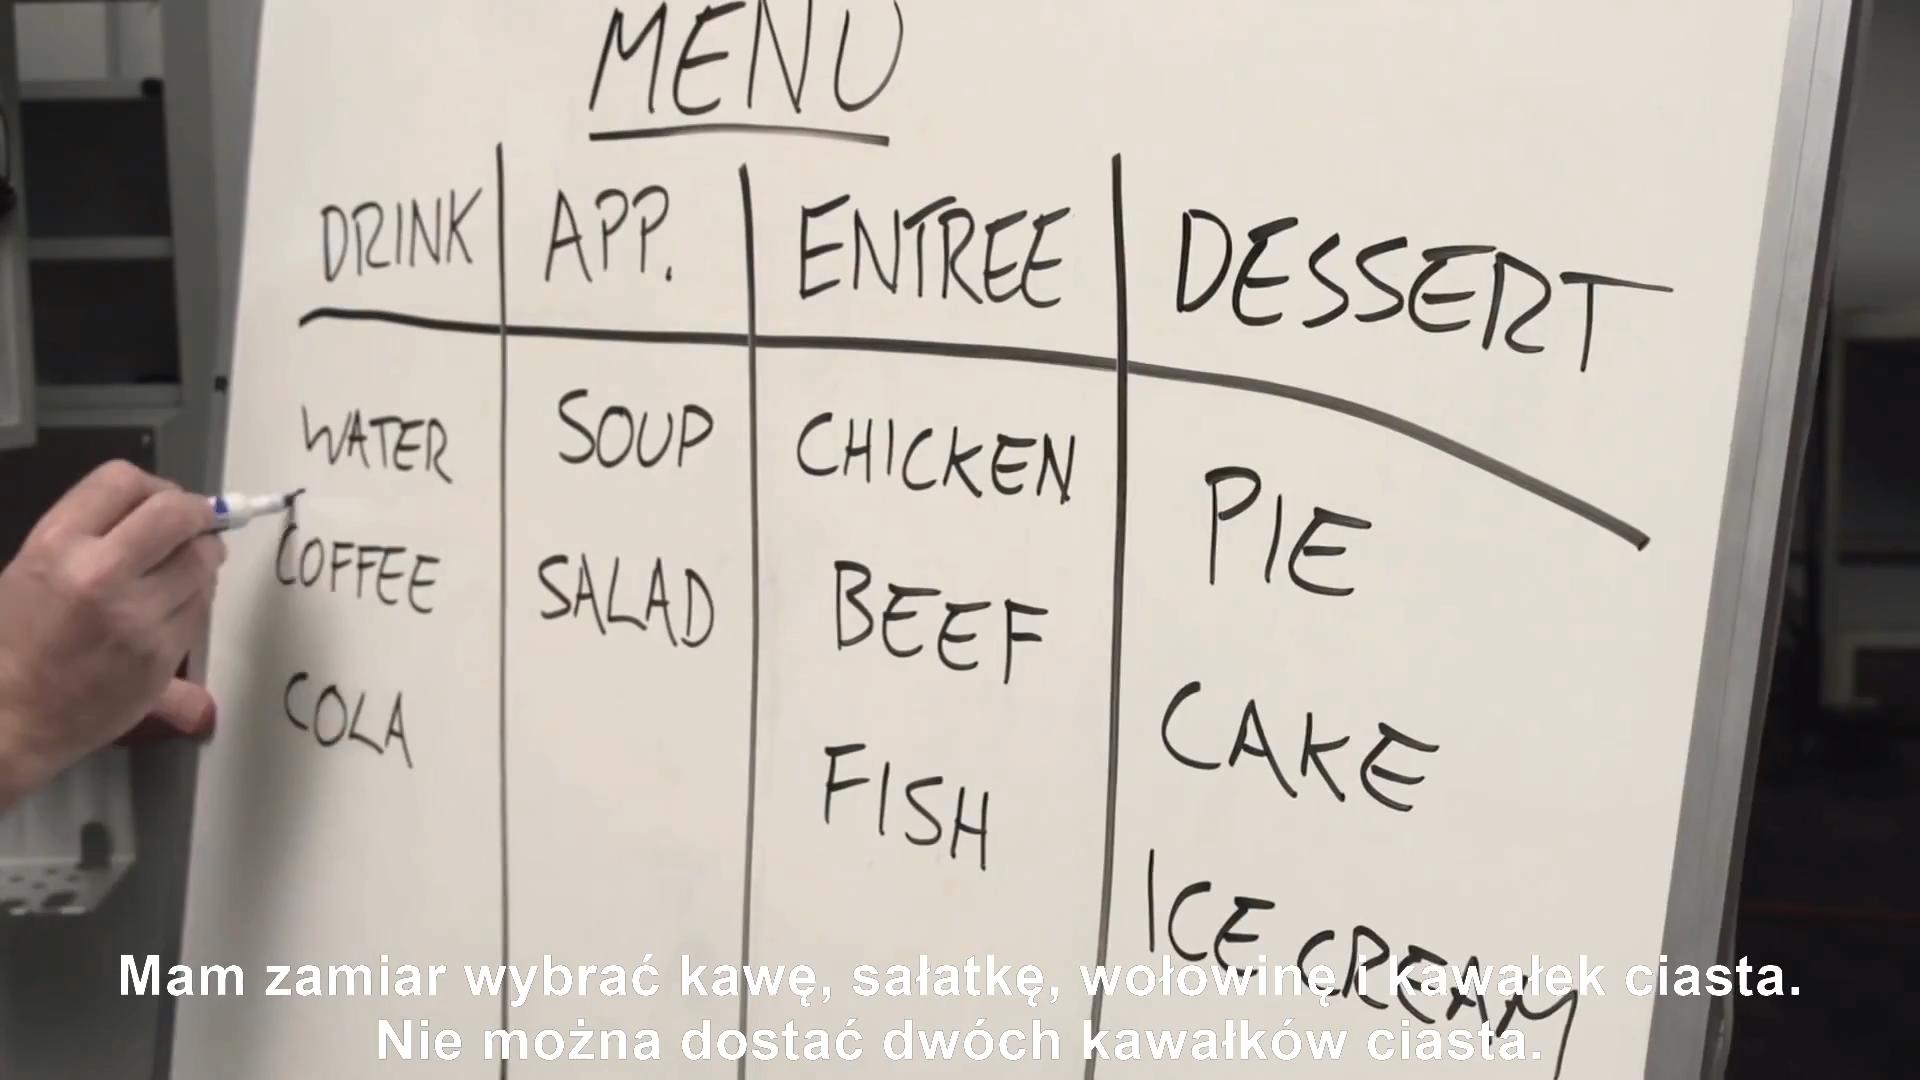 MENU
DRINK APP. ENTREE DESSERT
WATER SOUP CHICKEN PIE
COFFEE SALAD BEEF CAKE
COLA FISH ICE CREAM
Mam zamiar wybrać kawę, sałatkę, wołowinę i kawałek ciasta.
Nie można dostać dwóch kawałków ciasta.